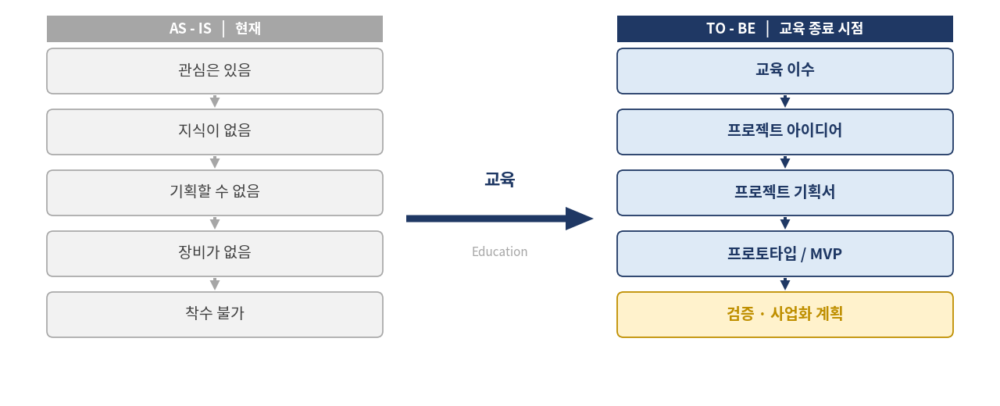 AS - IS | 현재
관심은 있음
지식이 없음
기획할 수 없음
장비가 없음
착수 불가
교육
Education
TO - BE | 교육 종료 시점
교육 이수
프로젝트 아이디어
프로젝트 기획서
프로토타입 / MVP
검증 · 사업화 계획